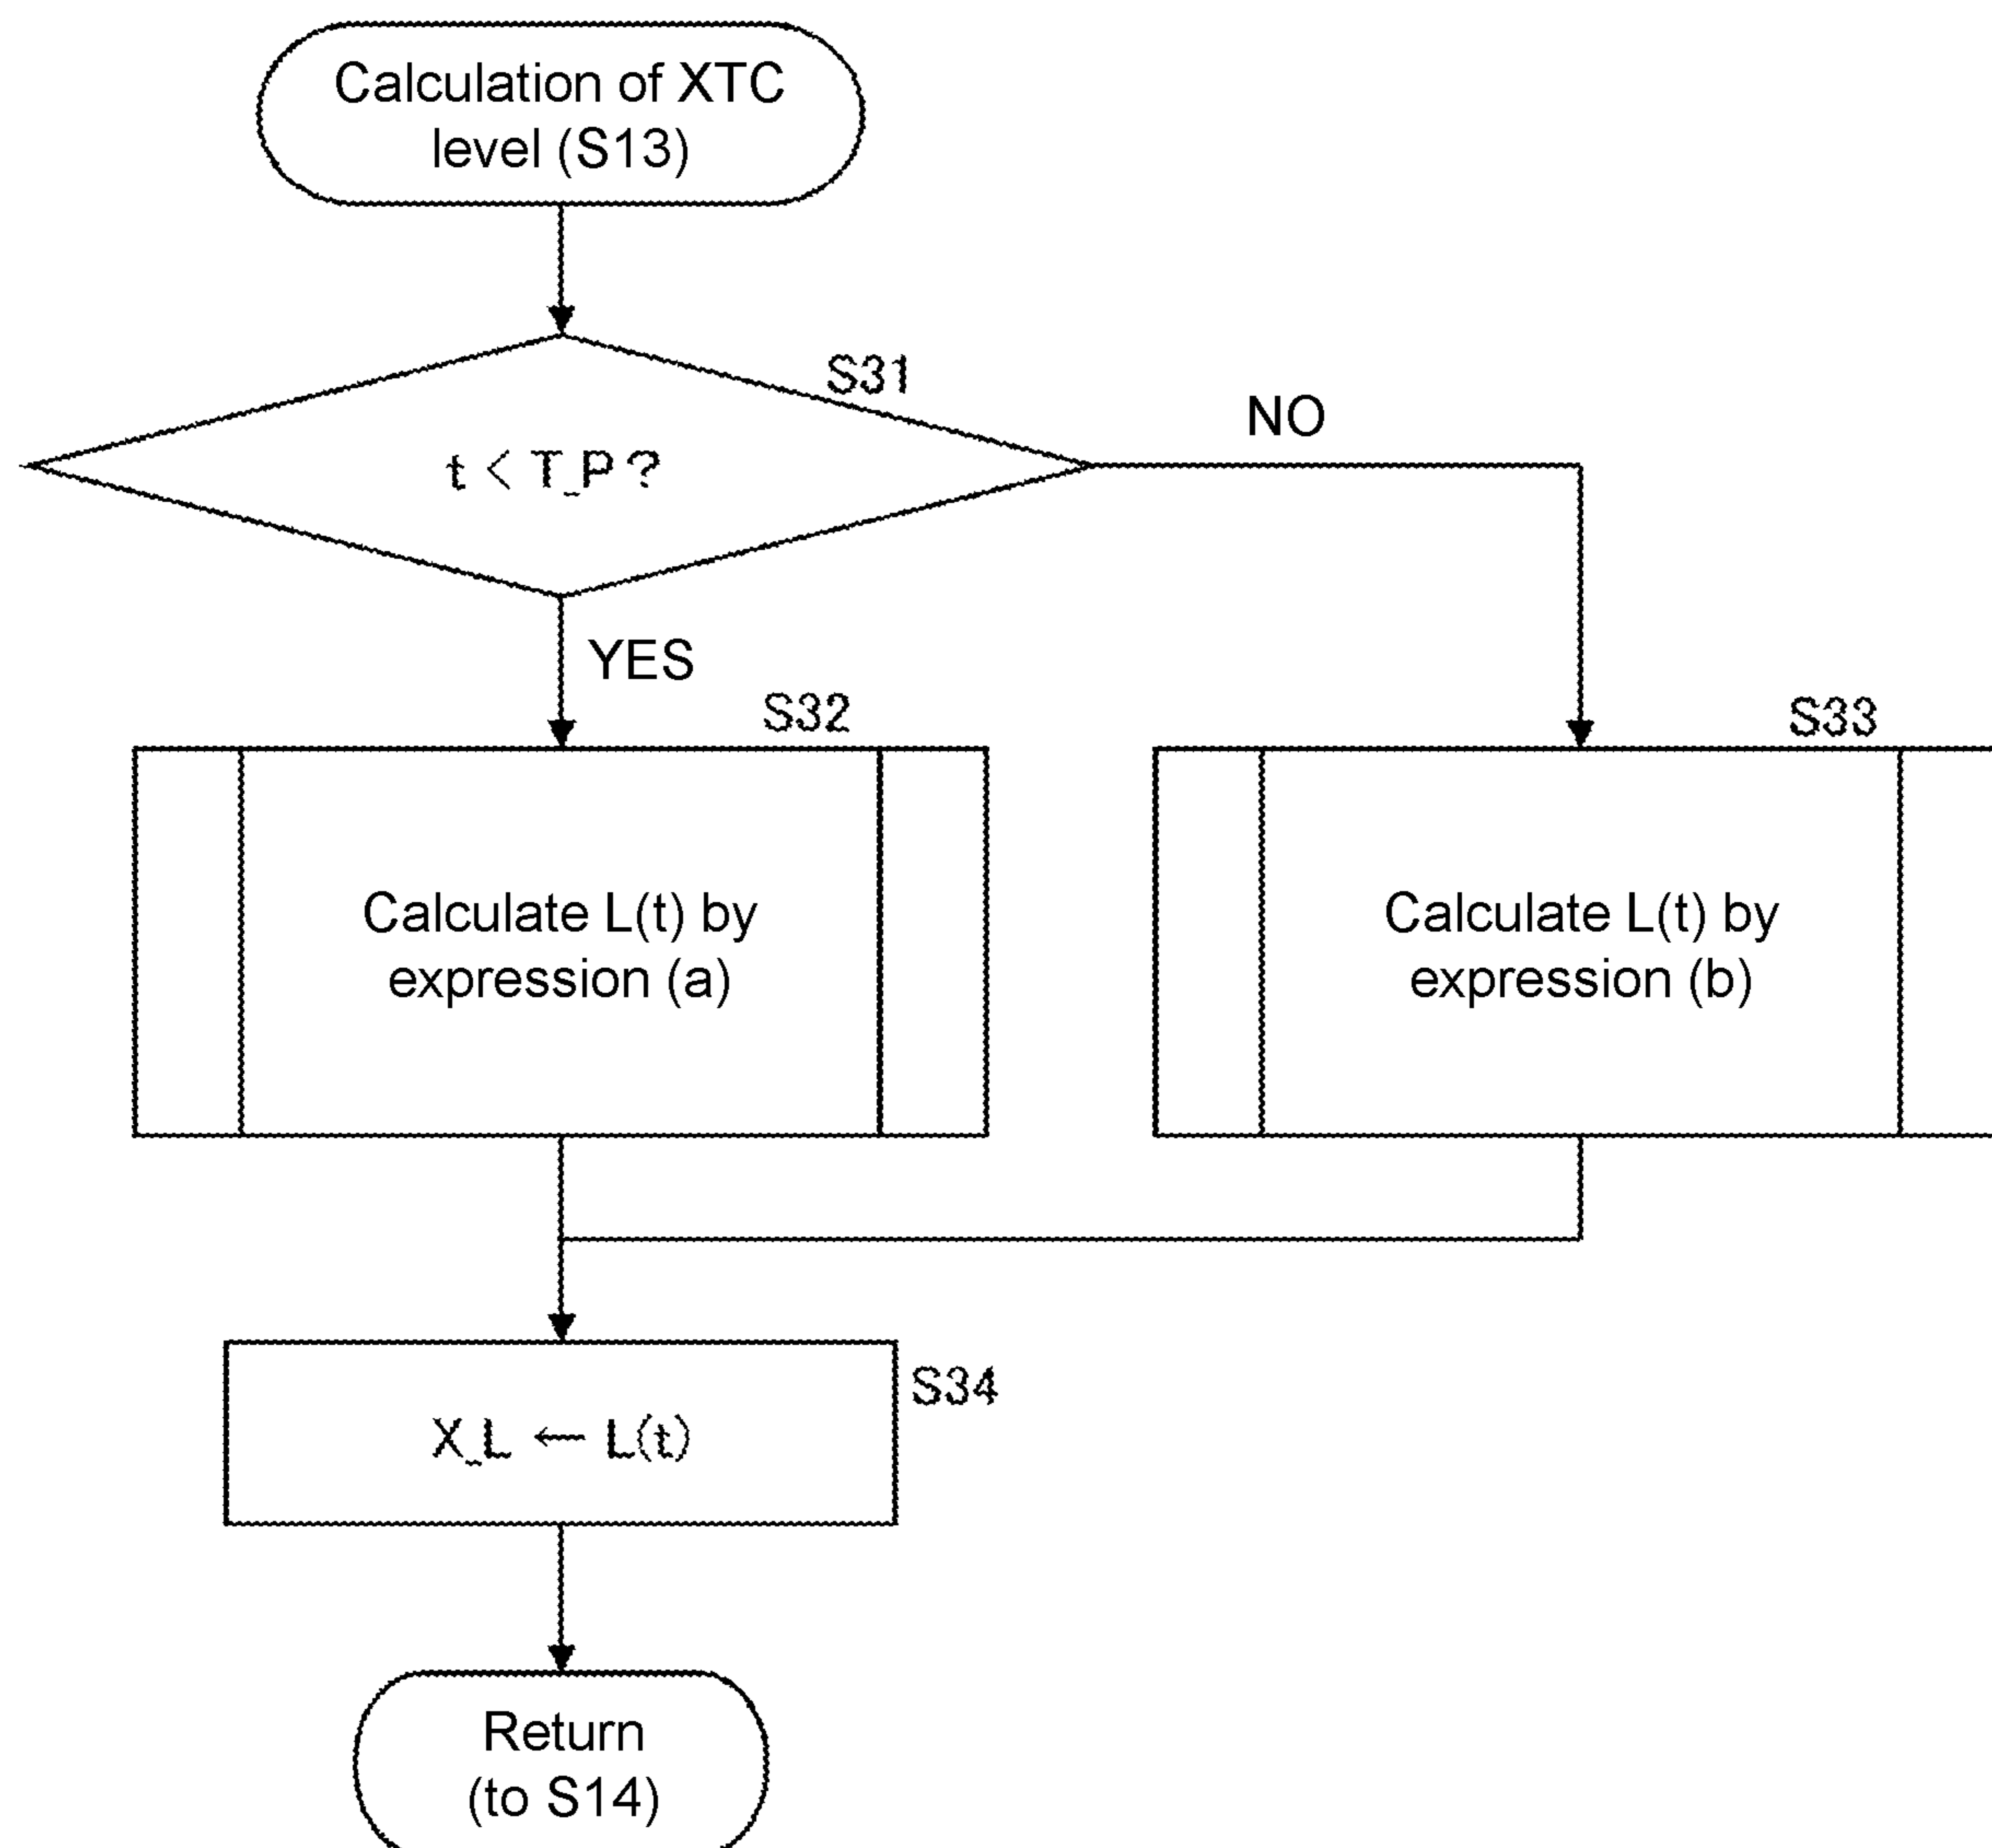 Calculation of XTC
level (S13)
S31
NO
t < T_P ?
YES
S32
S33
Calculate L(t) by
expression (a)
Calculate L(t) by
expression (b)
S34
X_L ← L(t)
Return
(to S14)